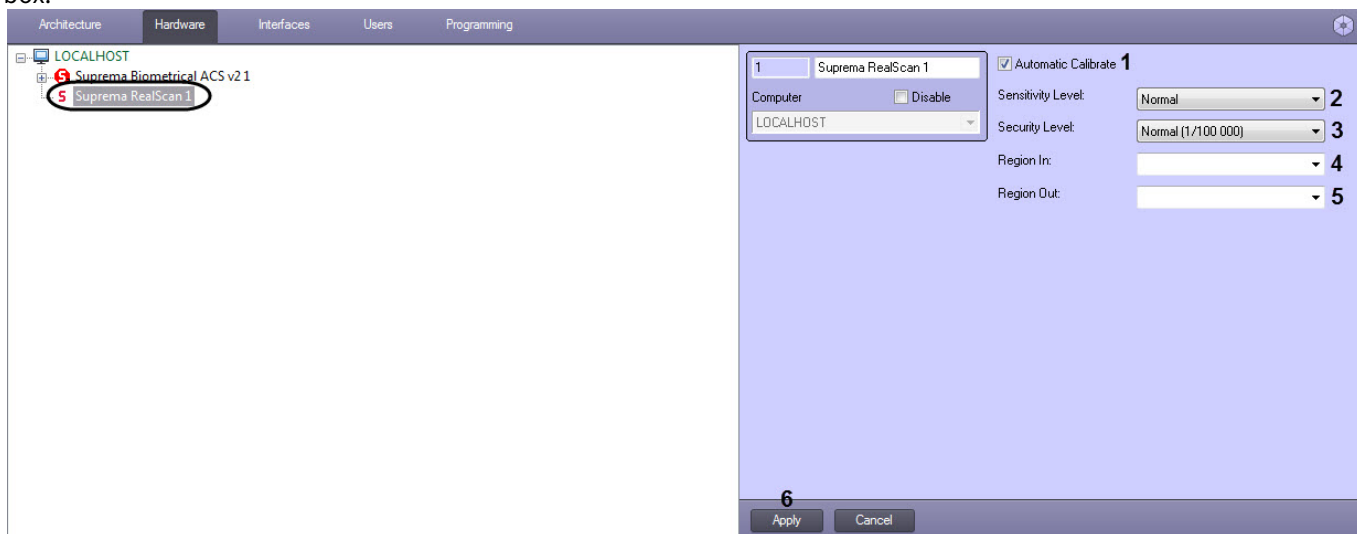 box.
Architecture Hardware Interfaces Users Programming
LOCALHOST
Suprema Biometrical ACS v2 1
S Suprema RealScan 1
1 Suprema RealScan 1
Computer Disable
LOCALHOST
Automatic Calibrate 1
Sensitivity Level: Normal 2
Security Level: Normal (1/100 000) 3
Region In: 4
Region Out: 5
6
Apply Cancel